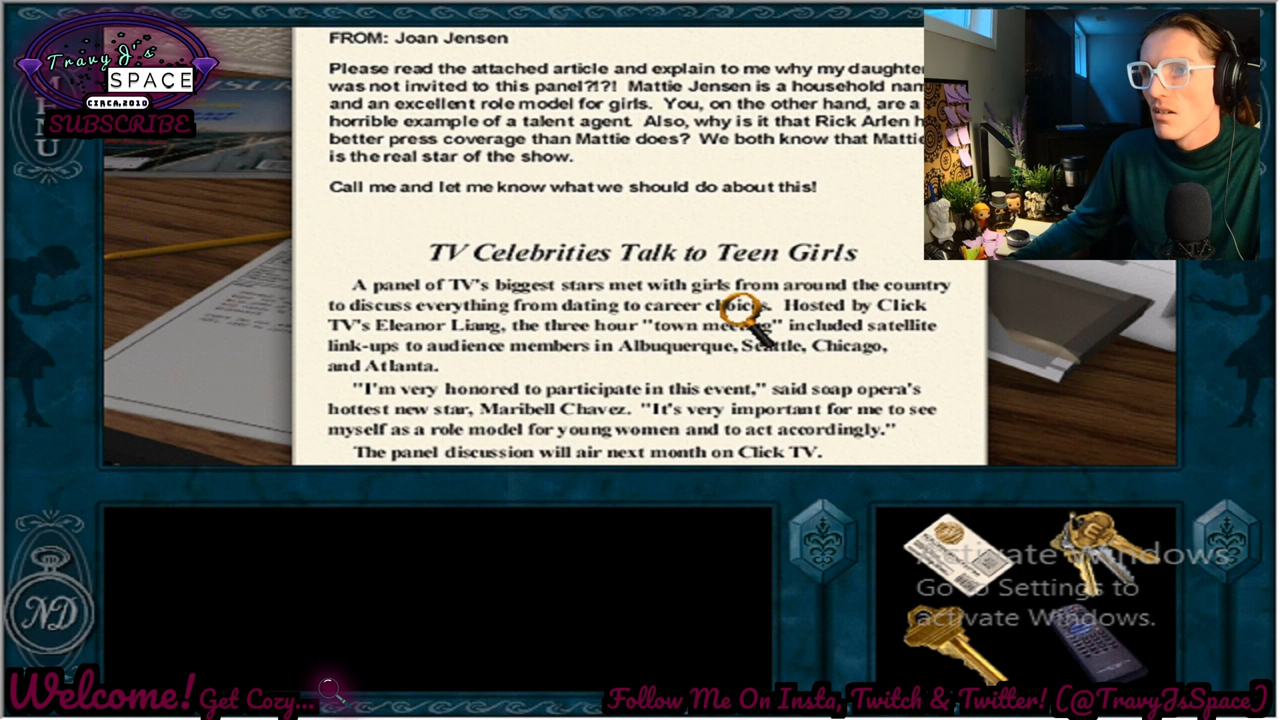 Travy J's
SPACE
CIRCA.2010
SUBSCRIBE
MENU
FROM: Joan Jensen
Please read the attached article and explain to me why my daughter
was not invited to this panel?!?! Mattie Jensen is a household
and an excellent role model for girls. You, on the other hand, are a
horrible example of a talent agent. Also, why is it that Rick Arlen
better press coverage than Mattie does? We both know that Mattie
is the real star of the show.
Call me and let me know what we should do about this!
TV Celebrities Talk to Teen Girls
A panel of TV's biggest stars met with girls from around the country
to discuss everything from dating to career choices. Hosted by Click
TV's Eleanor Liang, the three hour "town meeting" included satellite
link-ups to audience members in Albuquerque, Seattle, Chicago,
and Atlanta.
"I'm very honored to participate in this event," said soap opera's
hottest new star, Maribell Chavez. "It's very important for me to see
myself as a role model for young women and to act accordingly."
The panel discussion will air next month on Click TV.
Activate Windows
Go to Settings to
activate Windows.
ND
Welcome! Get Cozy...
Follow Me On Insta, Twitch & Twitter! (@TravyJsSpace)